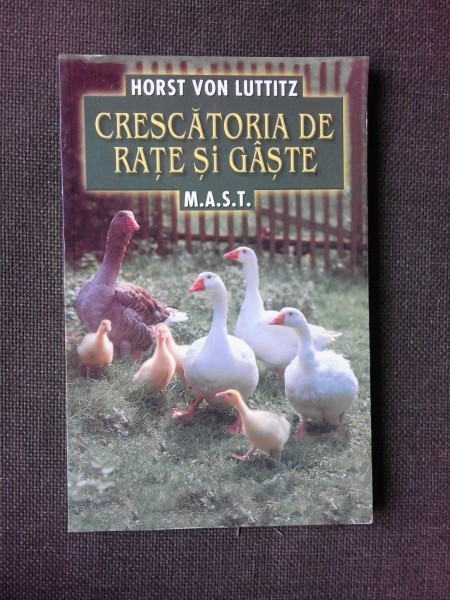 HORST VON LUTTITZ
CRESCĂTORIA DE
RAȚE ȘI GÂȘTE
M.A.S.T.